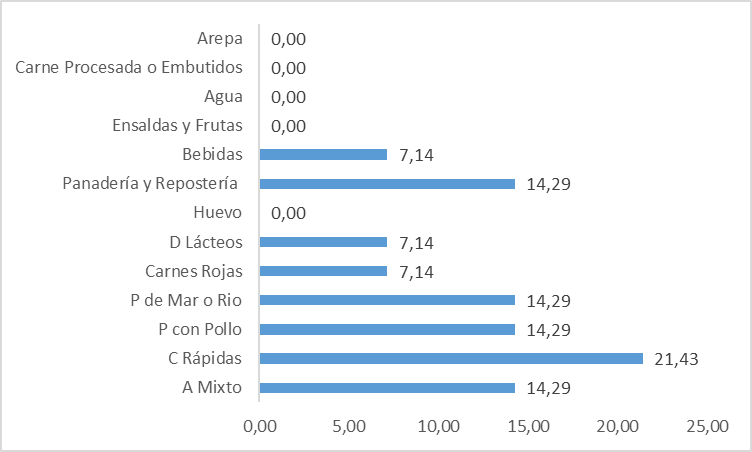 Arepa 0,00
Carne Procesada o Embutidos 0,00
Agua 0,00
Ensaldas y Frutas 0,00
Bebidas 7,14
Panadería y Repostería 14,29
Huevo 0,00
D Lácteos 7,14
Carnes Rojas 7,14
P de Mar o Rio 14,29
P con Pollo 14,29
C Rápidas 21,43
A Mixto 14,29
0,00 5,00 10,00 15,00 20,00 25,00